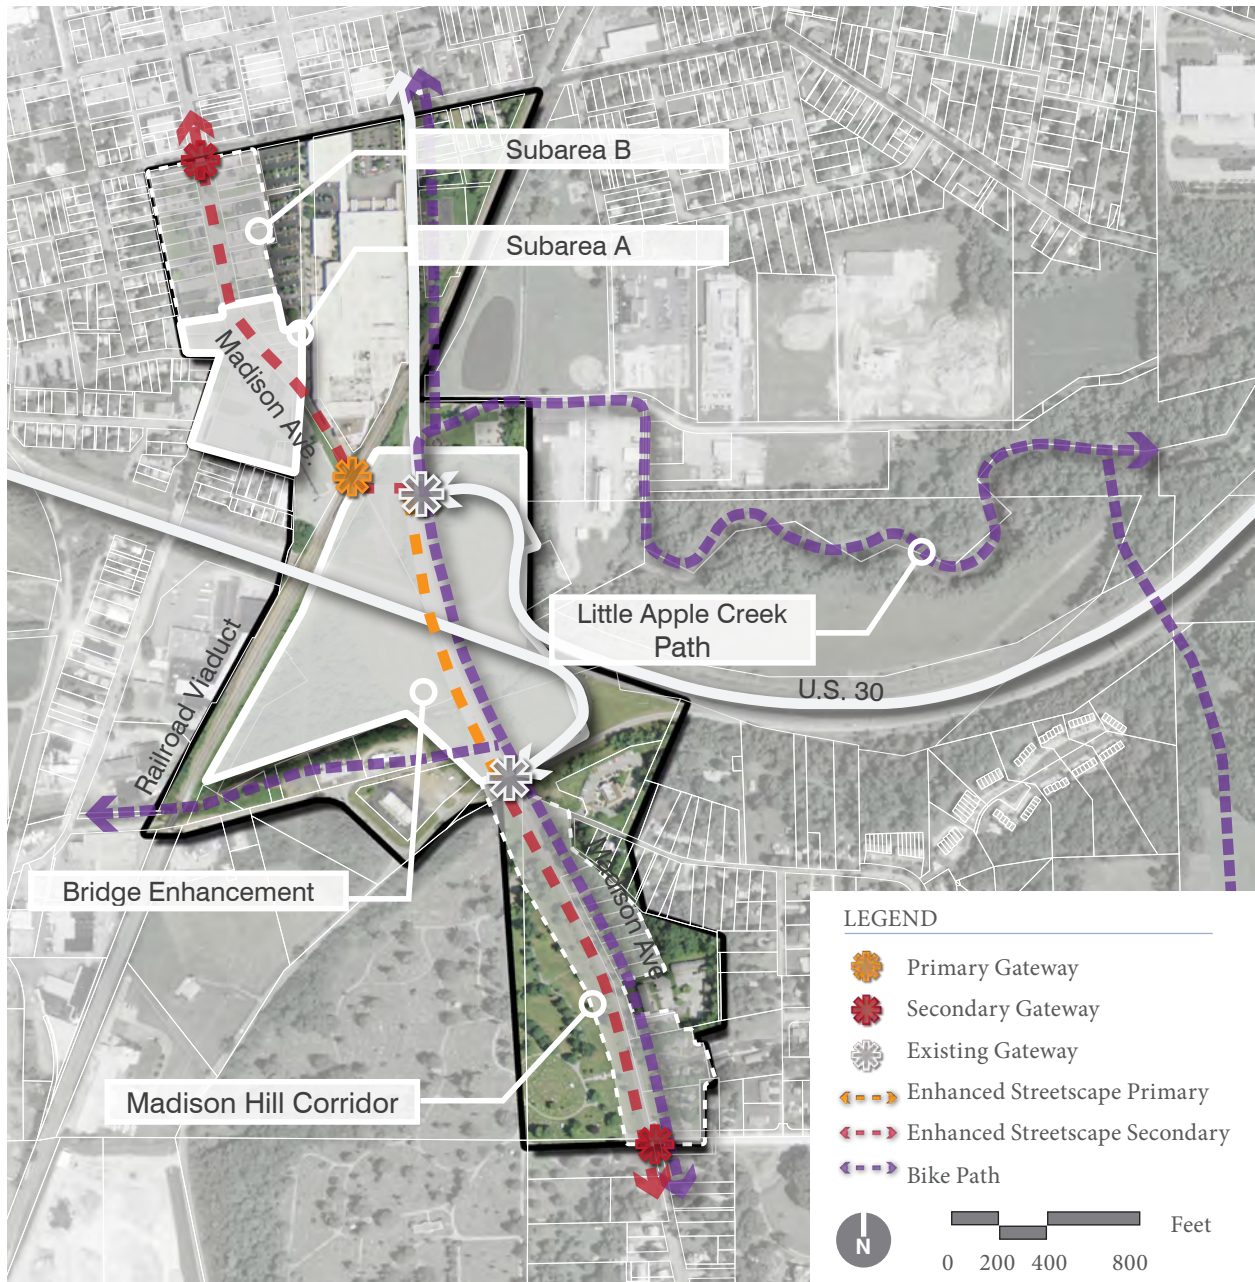 Subarea B
Subarea A
Madison Ave.
Little Apple Creek
Path
U.S. 30
Railroad Viaduct
Bridge Enhancement
Madison Ave.
Madison Hill Corridor
LEGEND
Primary Gateway
Secondary Gateway
Existing Gateway
Enhanced Streetscape Primary
Enhanced Streetscape Secondary
Bike Path
N
Feet
0 200 400 800